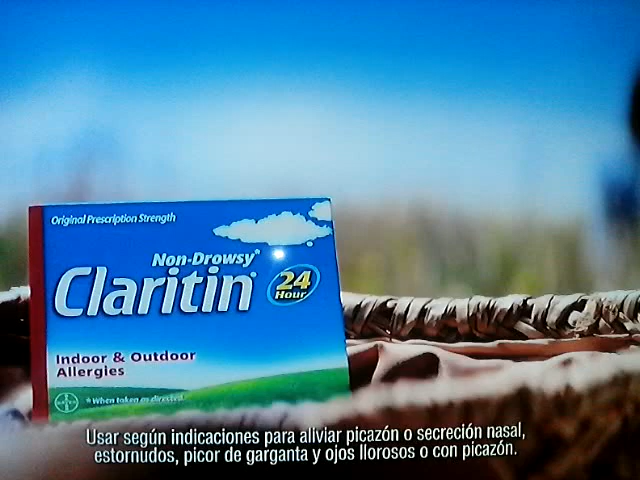 Original Prescription Strength
Non-Drowsy*
Claritin®
24
Hour
Indoor & Outdoor
Allergies
BAYER
*When taken as directed.
Usar según indicaciones para aliviar picazón o secreción nasal,
estornudos, picor de garganta y ojos llorosos o con picazón.